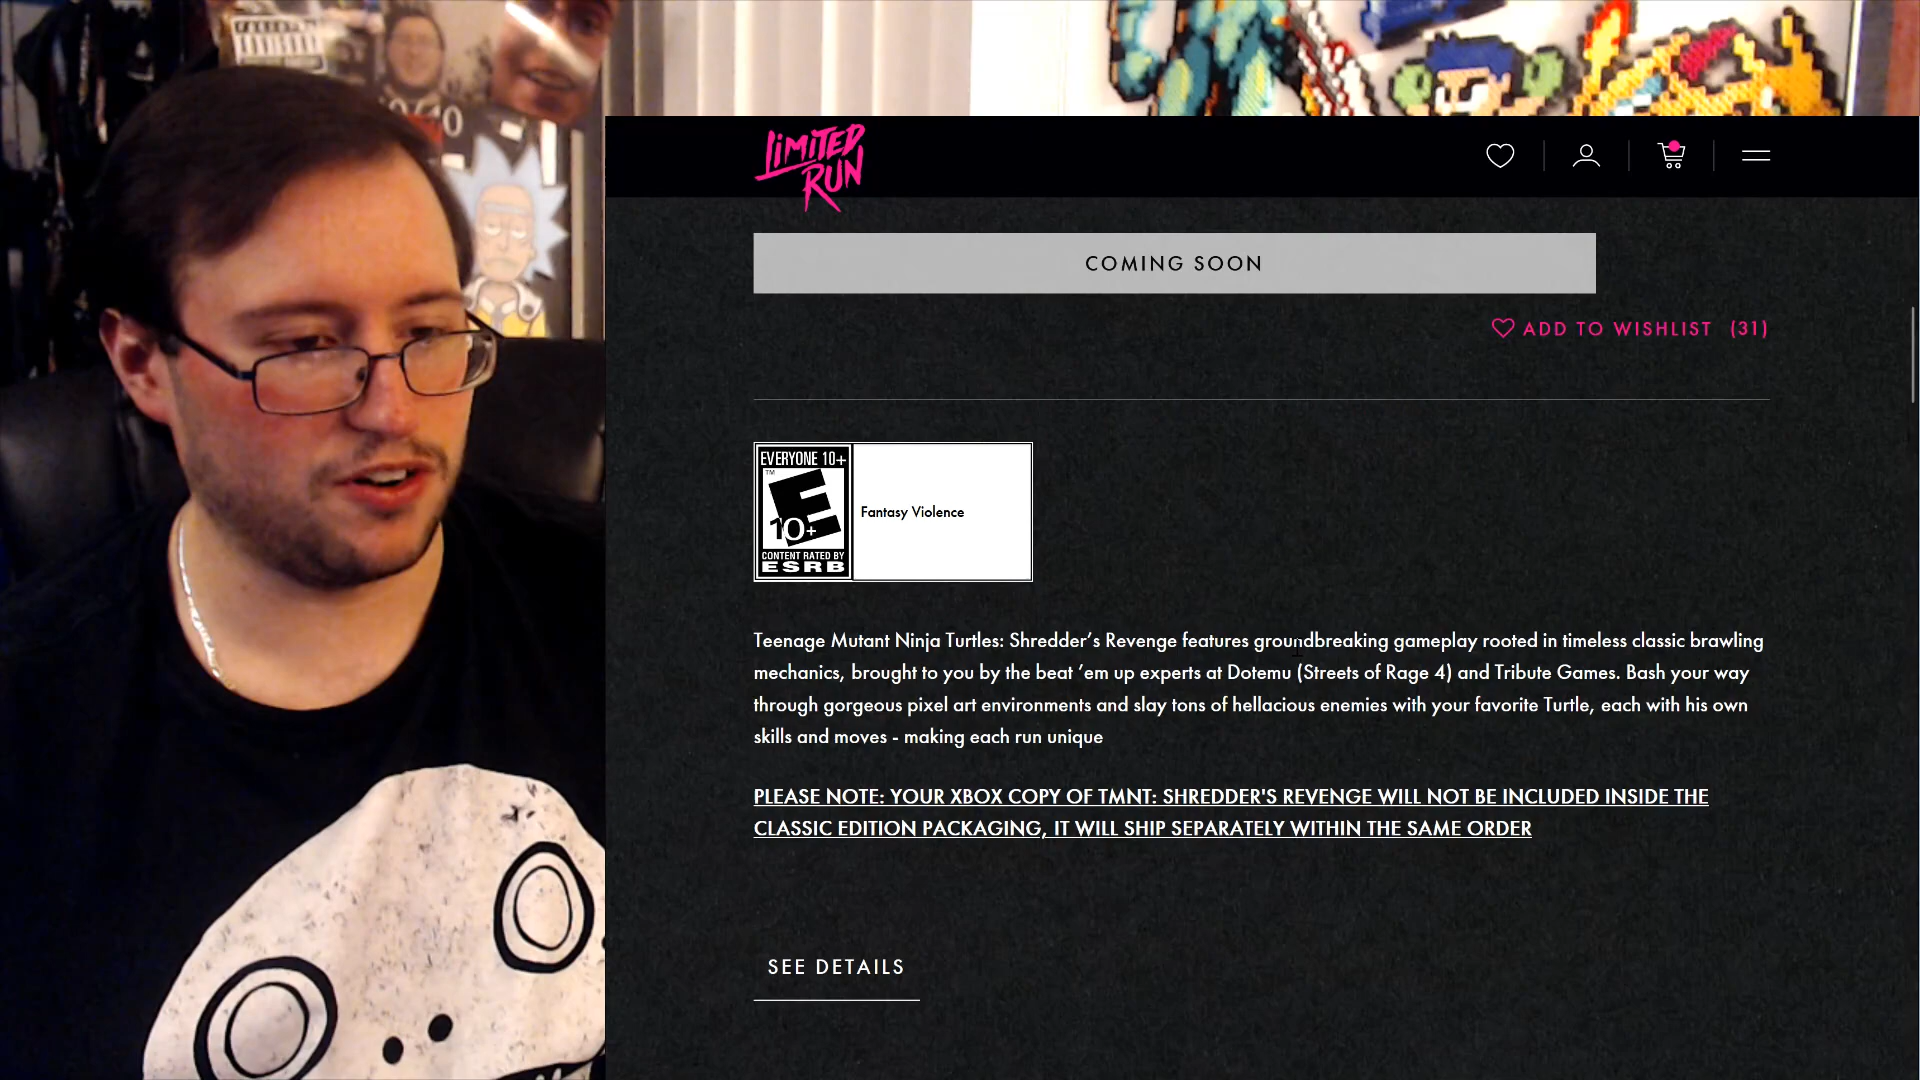 LIMITED
RUN
COMING SOON
ADD TO WISHLIST (31)
EVERYONE 10+
TM
E
10+
CONTENT RATED BY
ESRB
Fantasy Violence
Teenage Mutant Ninja Turtles: Shredder’s Revenge features groundbreaking gameplay rooted in timeless classic brawling
mechanics, brought to you by the beat ’em up experts at Dotemu (Streets of Rage 4) and Tribute Games. Bash your way
through gorgeous pixel art environments and slay tons of hellacious enemies with your favorite Turtle, each with his own
skills and moves - making each run unique
PLEASE NOTE: YOUR XBOX COPY OF TMNT: SHREDDER'S REVENGE WILL NOT BE INCLUDED INSIDE THE
CLASSIC EDITION PACKAGING, IT WILL SHIP SEPARATELY WITHIN THE SAME ORDER
SEE DETAILS